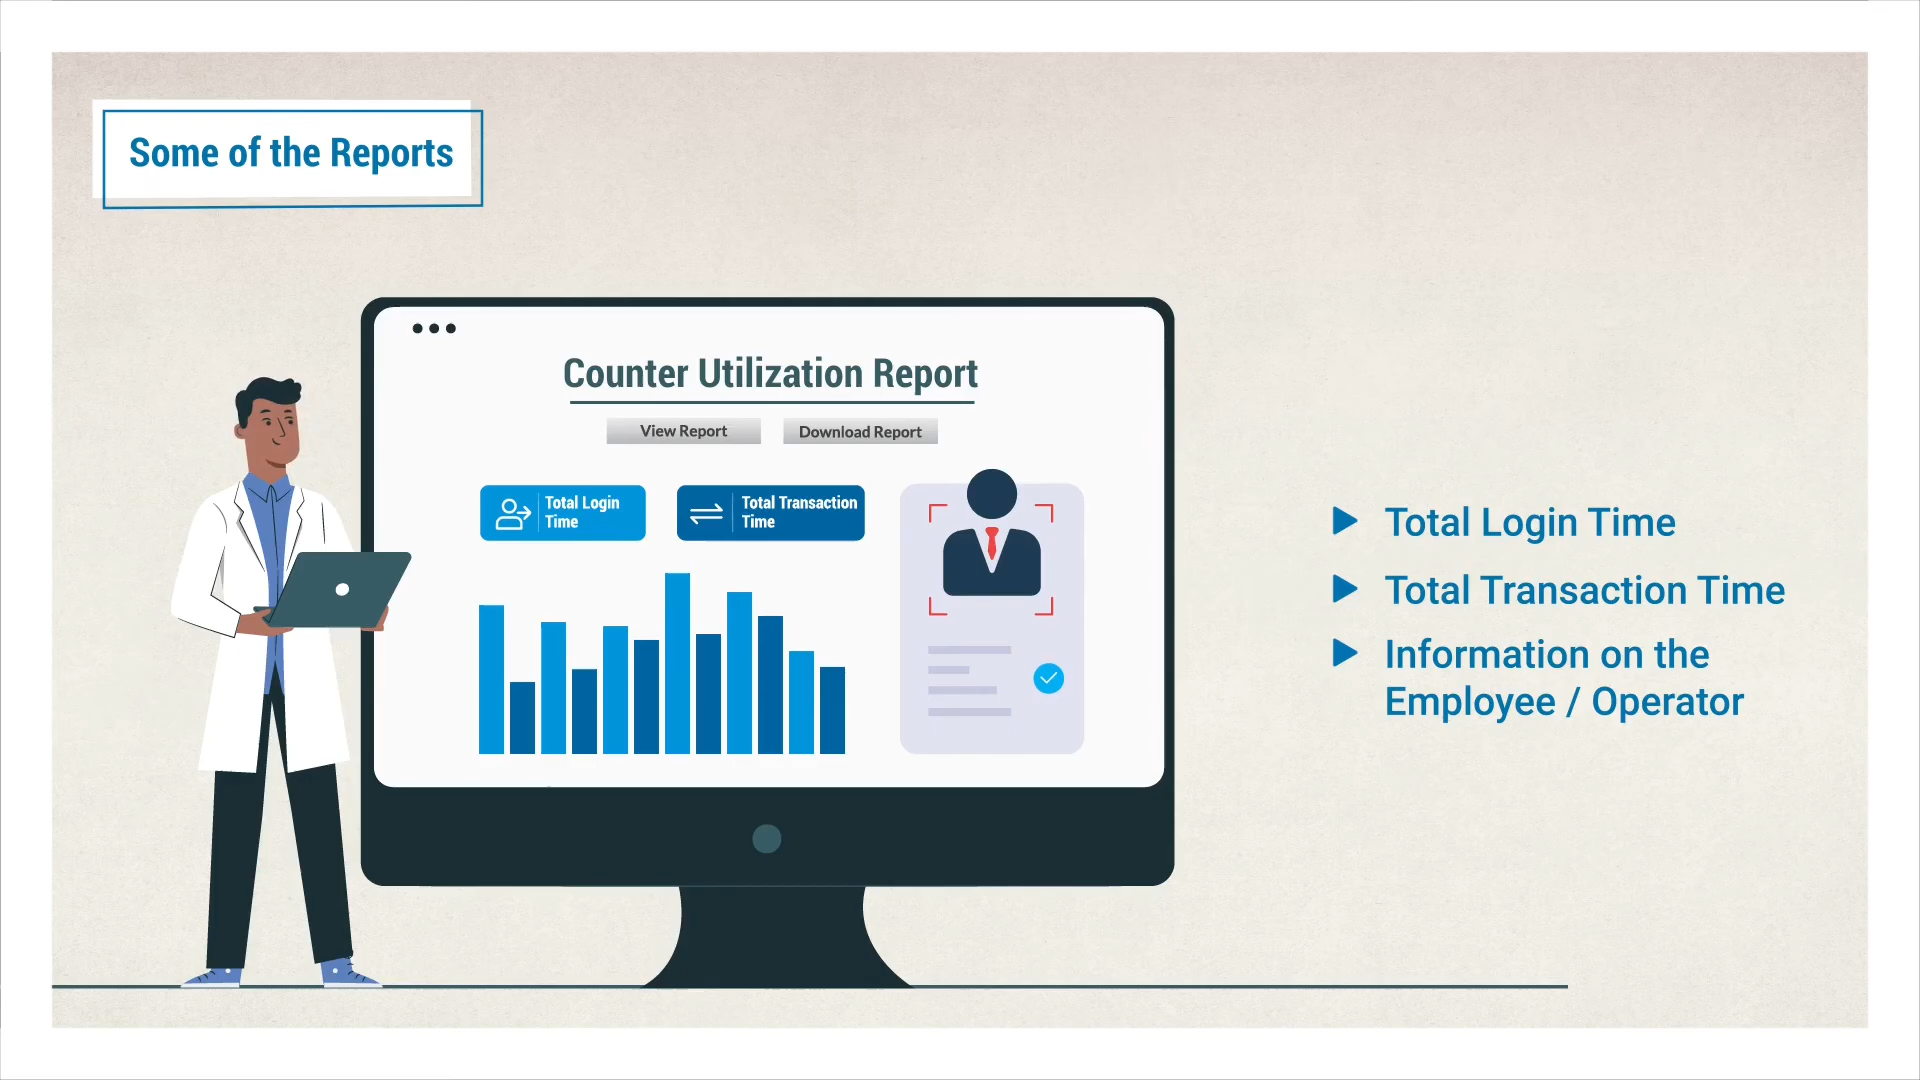 Some of the Reports
Counter Utilization Report
View Report
Download Report
Total Login
Time
Total Transaction
Time
Total Login Time
Total Transaction Time
Information on the
Employee / Operator